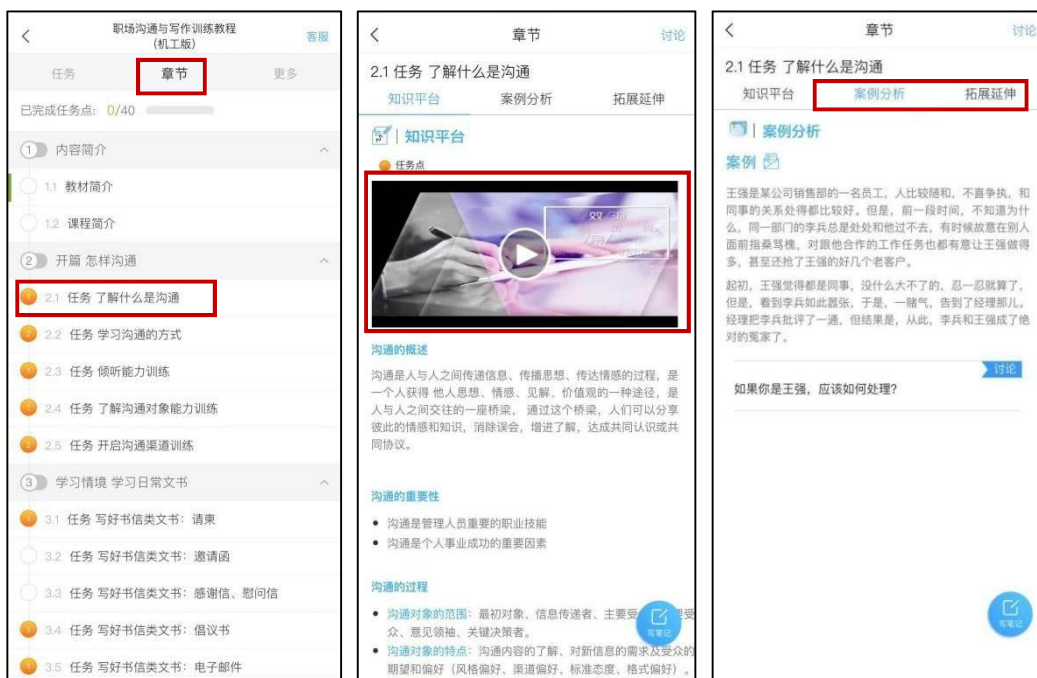 职场沟通与写作训练教程
(机工版)
客服
任务
章节
更多
已完成任务点: 0/40
1 内容简介
1.1 教材简介
1.2 课程简介
2 开篇 怎样沟通
1 2.1 任务 了解什么是沟通
2 2.2 任务 学习沟通的方式
1 2.3 任务 倾听能力训练
1 2.4 任务 了解沟通对象能力训练
2 2.5 任务 开启沟通渠道训练
3 学习情境 学习日常文书
1 3.1 任务 写好书信类文书：请柬
3.2 任务 写好书信类文书：邀请函
3.3 任务 写好书信类文书：感谢信、慰问信
1 3.4 任务 写好书信类文书：倡议书
1 3.5 任务 写好书信类文书：电子邮件
章节
讨论
2.1 任务 了解什么是沟通
知识平台
案例分析
拓展延伸
知识平台
任务点
沟通的概述
沟通是人与人之间传递信息、传播思想、传达情感的过程，是
一个人获得 他人思想、情感、见解、价值观的一种途径，是
人与人之间交往的一座桥梁， 通过这个桥梁，人们可以分享
彼此的情感和知识，消除误会，增进了解，达成共同认识或共
同协议。
沟通的重要性
● 沟通是管理人员重要的职业技能
● 沟通是个人事业成功的重要因素
沟通的过程
● 沟通对象的范围：最初对象、信息传递者、主要受
要受
众、意见领袖、关键决策者。
写笔记
● 沟通对象的特点：沟通内容的了解、对新信息的需求及受众的
期望和偏好（风格偏好、渠道偏好、标准态度、格式偏好）。
章节
讨论
2.1 任务 了解什么是沟通
知识平台
案例分析
拓展延伸
案例分析
案例
王强是某公司销售部的一名员工，人比较随和，不喜争执，和
同事的关系处得都比较好。但是，前一段时间，不知道为什
么，同一部门的李兵总是处处和他过不去，有时候故意在别人
面前指桑骂槐，对跟他合作的工作任务也都有意让王强做得
多，甚至还抢了王强的好几个老客户。
起初，王强觉得都是同事，没什么大不了的，忍一忍就算了，
但是，看到李兵如此嚣张，于是，一赌气，告到了经理那儿。
经理把李兵批评了一通，但结果是，从此，李兵和王强成了绝
对的冤家了。
讨论
如果你是王强，应该如何处理？
写笔记